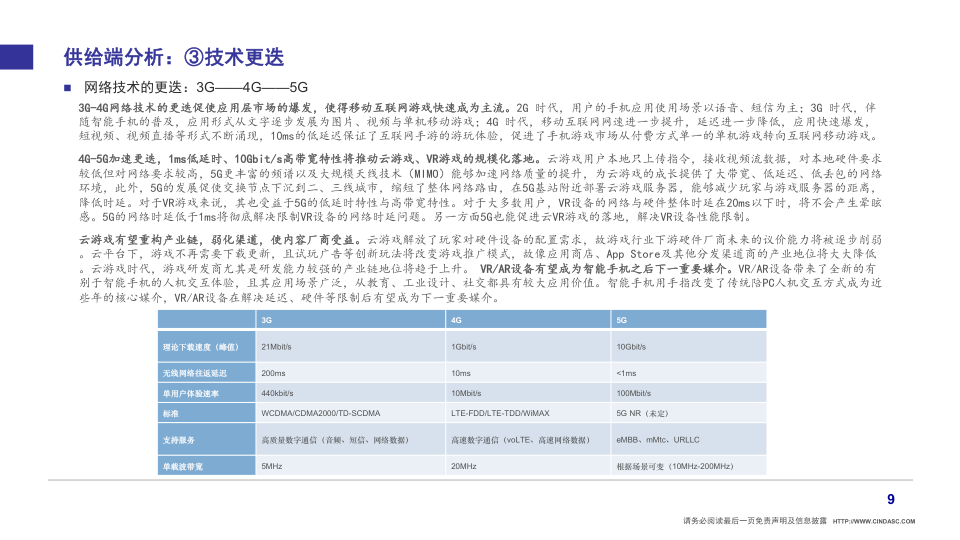 供给端分析：③技术更迭
■ 网络技术的更迭：3G——4G——5G
3G-4G网络技术的更迭促使应用层市场的爆发，使得移动互联网游戏快速成为主流。2G 时代，用户的手机应用使用场景以语音、短信为主；3G 时代，伴
随智能手机的普及，应用形式从文字逐步发展为图片、视频与单机移动游戏；4G 时代，移动互联网网速进一步提升，延迟进一步降低，应用快速爆发，
短视频、视频直播等形式不断涌现，10ms的低延迟保证了互联网手游的游玩体验，促进了手机游戏市场从付费方式单一的单机游戏转向互联网移动游戏。
4G-5G加速更迭，1ms低延时、10Gbit/s高带宽特性将推动云游戏、VR游戏的规模化落地。云游戏用户本地只上传指令，接收视频流数据，对本地硬件要求
较低但对网络要求较高，5G更丰富的频谱以及大规模天线技术（MIMO）能够加速网络质量的提升，为云游戏的成长提供了大带宽、低延迟、低丢包的网络
环境，此外，5G的发展促使交换节点下沉到二、三线城市，缩短了整体网络路由，在5G基站附近部署云游戏服务器，能够减少玩家与游戏服务器的距离，
降低时延。对于VR游戏来说，其也受益于5G的低延时特性与高带宽特性。对于大多数用户，VR设备的网络与硬件整体时延在20ms以下时，将不会产生晕眩
感。5G的网络时延低于1ms将彻底解决限制VR设备的网络时延问题。另一方面5G也能促进云VR游戏的落地，解决VR设备性能限制。
云游戏有望重构产业链，弱化渠道，使内容厂商受益。云游戏解放了玩家对硬件设备的配置需求，故游戏行业下游硬件厂商未来的议价能力将被逐步削弱
。云平台下，游戏不再需要下载更新，且试玩广告等创新玩法将改变游戏推广模式，故像应用商店、App Store及其他分发渠道商的产业地位将大大降低
。云游戏时代，游戏研发商尤其是研发能力较强的产业链地位将趋于上升。 VR/AR设备有望成为智能手机之后下一重要媒介。VR/AR设备带来了全新的有
别于智能手机的人机交互体验，且其应用场景广泛，从教育、工业设计、社交都具有较大应用价值。智能手机用手指改变了传统陪PC人机交互方式成为近
些年的核心媒介，VR/AR设备在解决延迟、硬件等限制后有望成为下一重要媒介。
3G 4G 5G
理论下载速度（峰值） 21Mbit/s 1Gbit/s 10Gbit/s
无线网络往返延迟 200ms 10ms <1ms
单用户体验速率 440kbit/s 10Mbit/s 100Mbit/s
标准 WCDMA/CDMA2000/TD-SCDMA LTE-FDD/LTE-TDD/WiMAX 5G NR（未定）
支持服务 高质量数字通信（音频、短信、网络数据） 高速数字通信（voLTE、高速网络数据） eMBB、mMtc、URLLC
单载波带宽 5MHz 20MHz 根据场景可变（10MHz-200MHz）
9
请务必阅读最后一页免责声明及信息披露 HTTP://WWW.CINDASC.COM